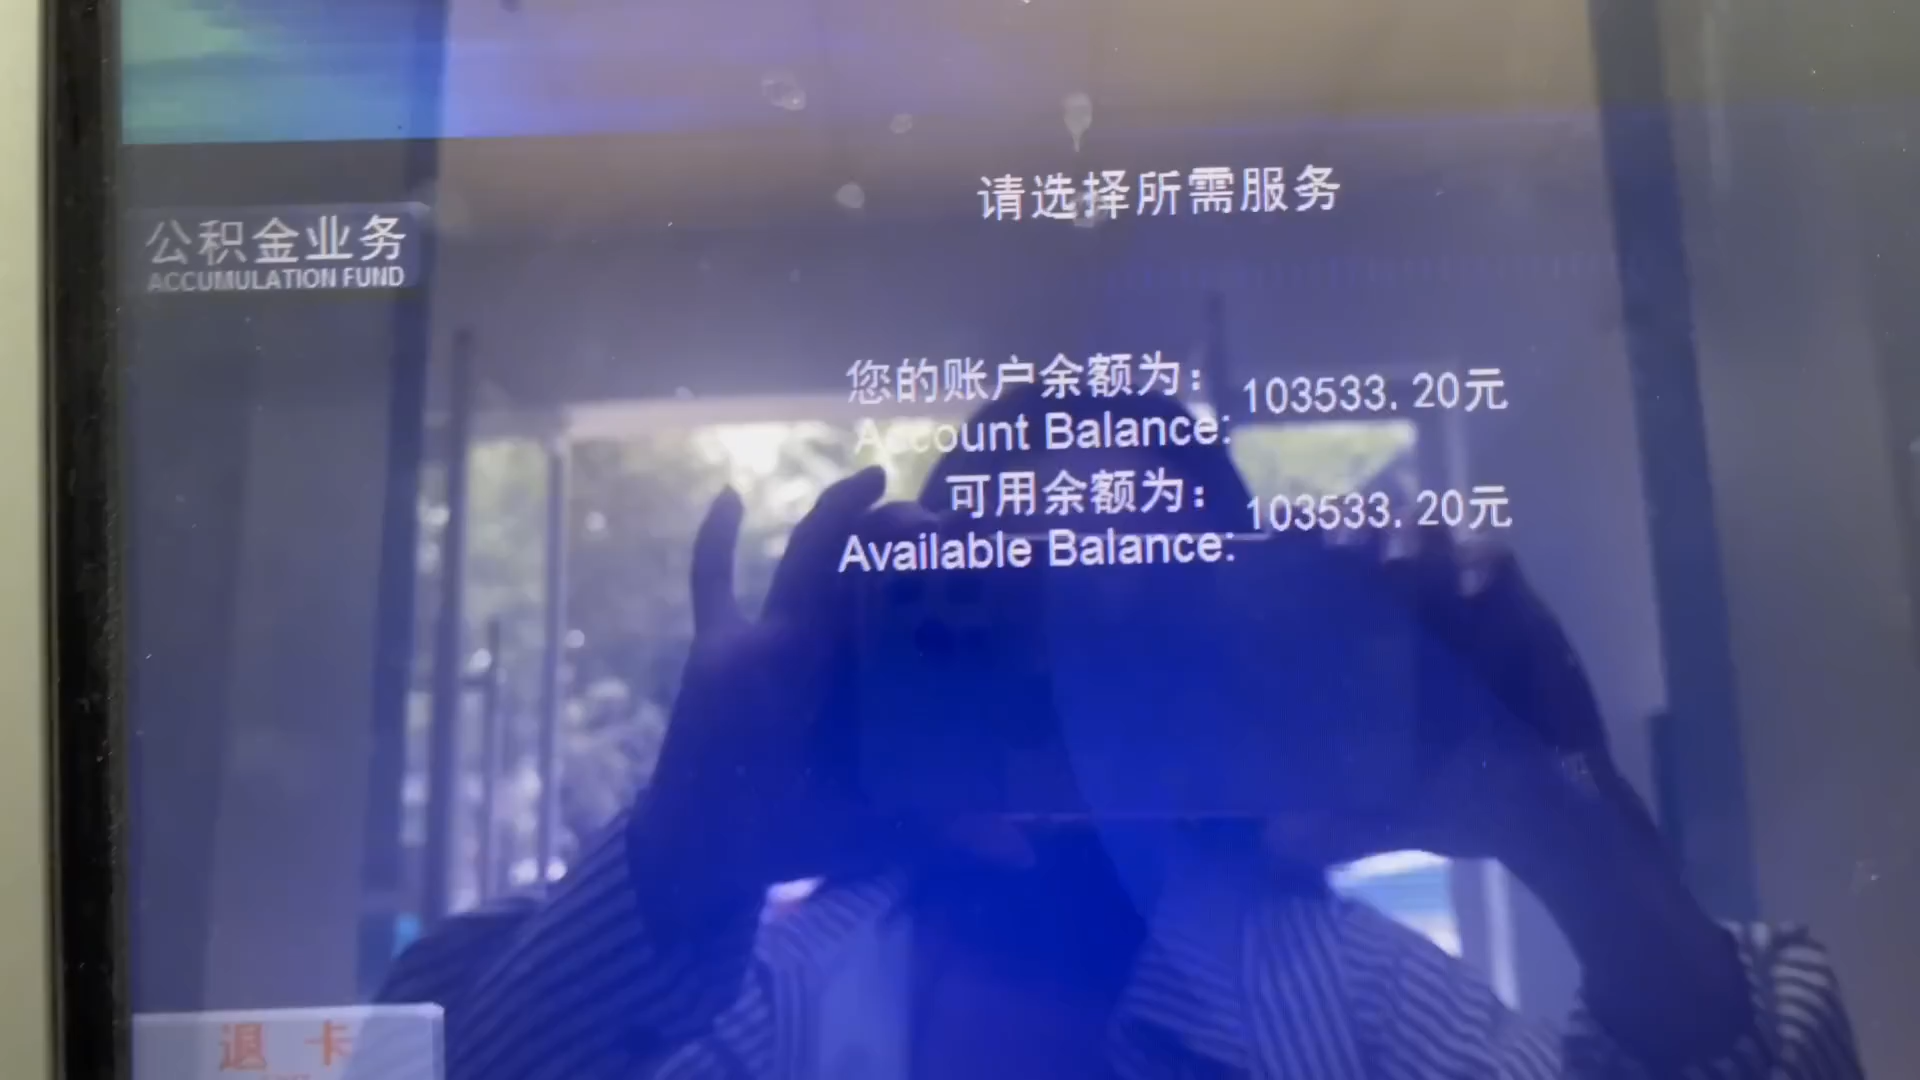 请选择所需服务
公积金业务
ACCUMULATION FUND
您的账户余额为： 103533.20元
Account Balance:
可用余额为： 103533.20元
Available Balance:
退 卡